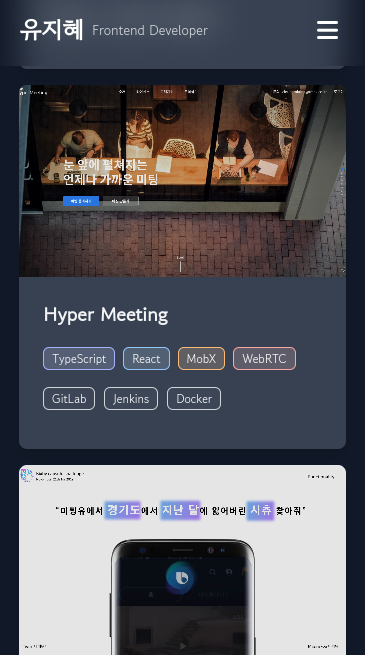 유지혜 Frontend Developer
Meeting
눈 앞에 펼쳐지는
언제나 가까운 미팅
Hyper Meeting
TypeScript React MobX WebRTC
GitLab Jenkins Docker
Functionality
"미팅유에서 경기도에서 지난 달에 잃어버린 시츄 찾아줘"